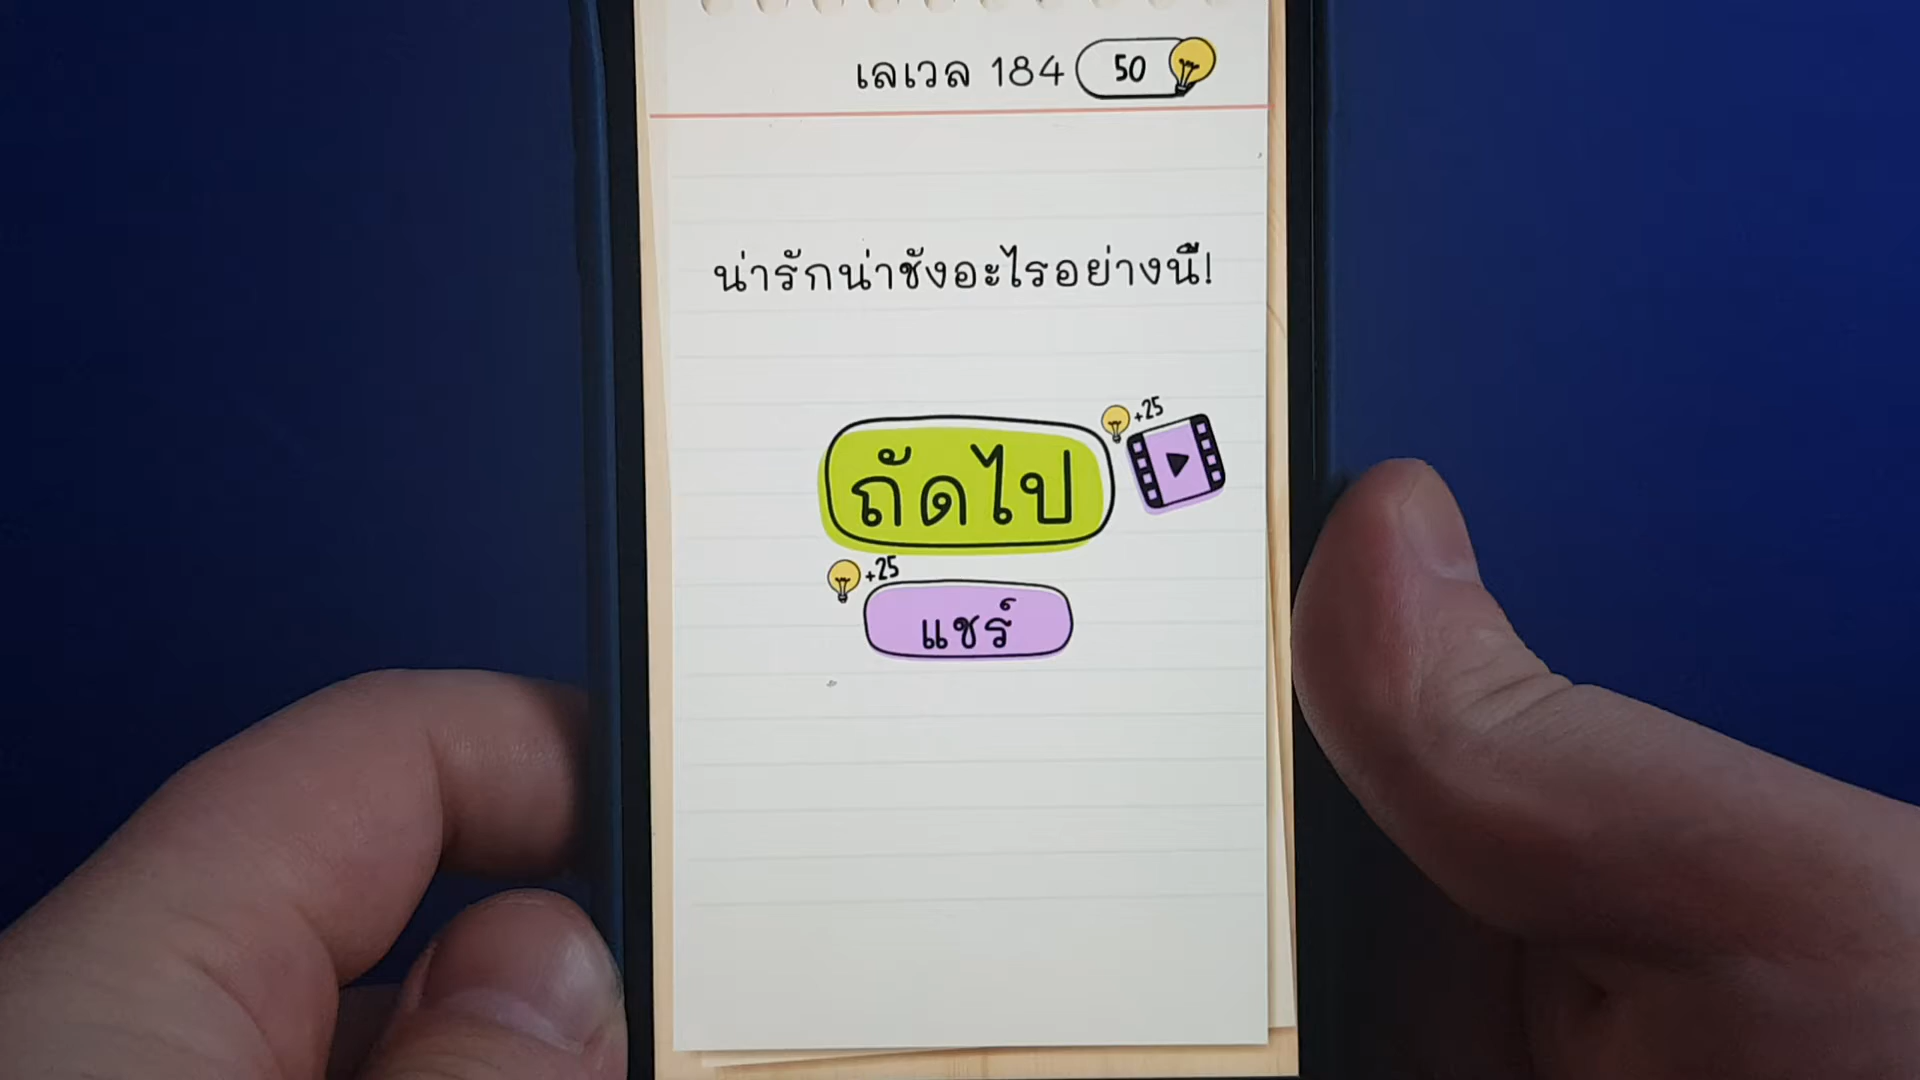 เลเวล 184 50
น่ารักน่าชังอะไรอย่างนี้!
+25
ถัดไป
+25
แชร์